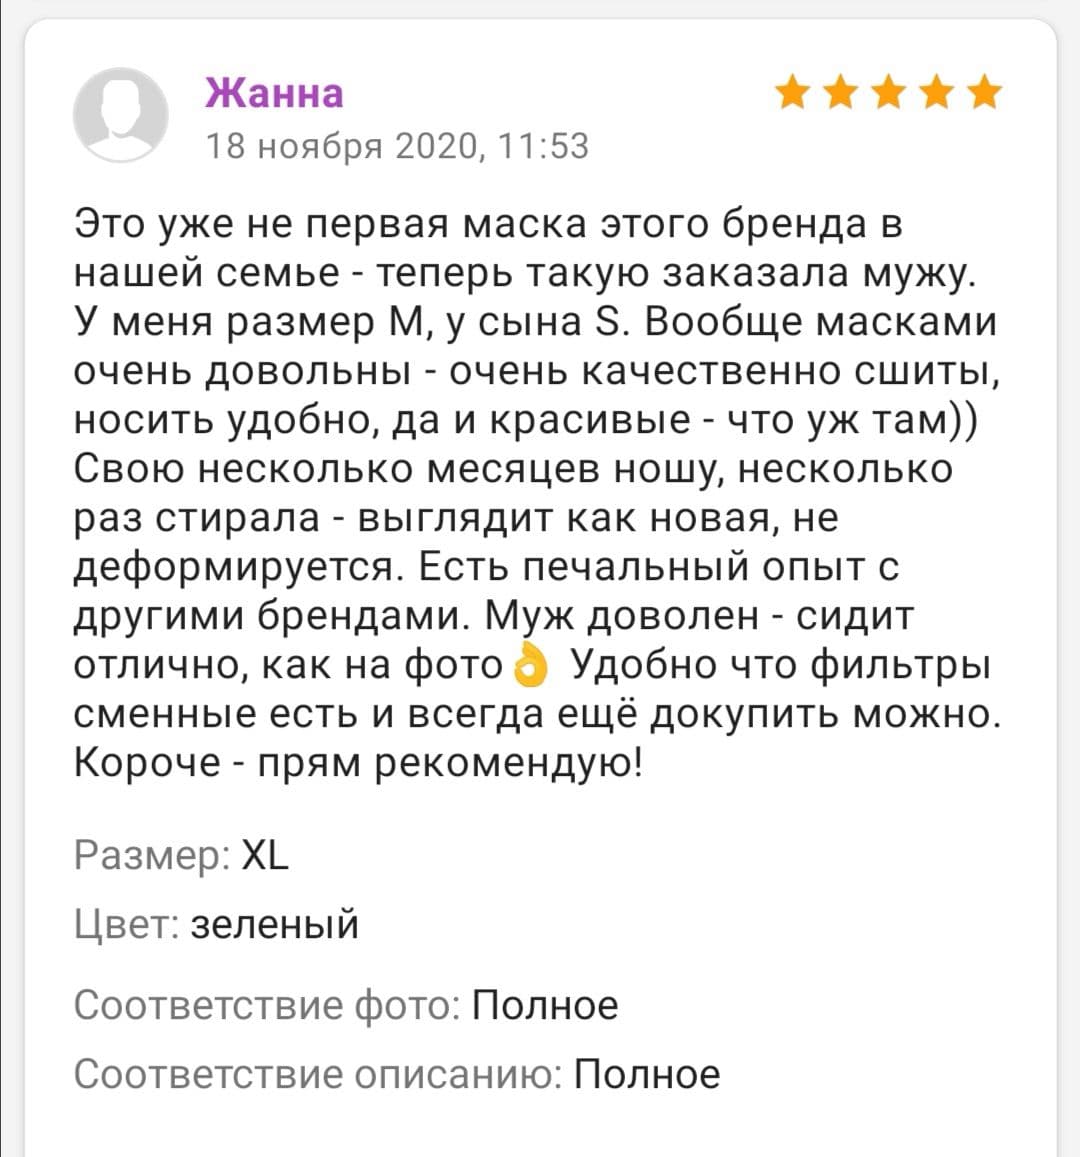 Жанна
18 ноября 2020, 11:53
Это уже не первая маска этого бренда в
нашей семье - теперь такую заказала мужу.
У меня размер M, у сына S. Вообще масками
очень довольны - очень качественно сшиты,
носить удобно, да и красивые - что уж там))
Свою несколько месяцев ношу, несколько
раз стирала - выглядит как новая, не
деформируется. Есть печальный опыт с
другими брендами. Муж доволен - сидит
отлично, как на фото👌 Удобно что фильтры
сменные есть и всегда ещё докупить можно.
Короче - прям рекомендую!
Размер: XL
Цвет: зеленый
Соответствие фото: Полное
Соответствие описанию: Полное